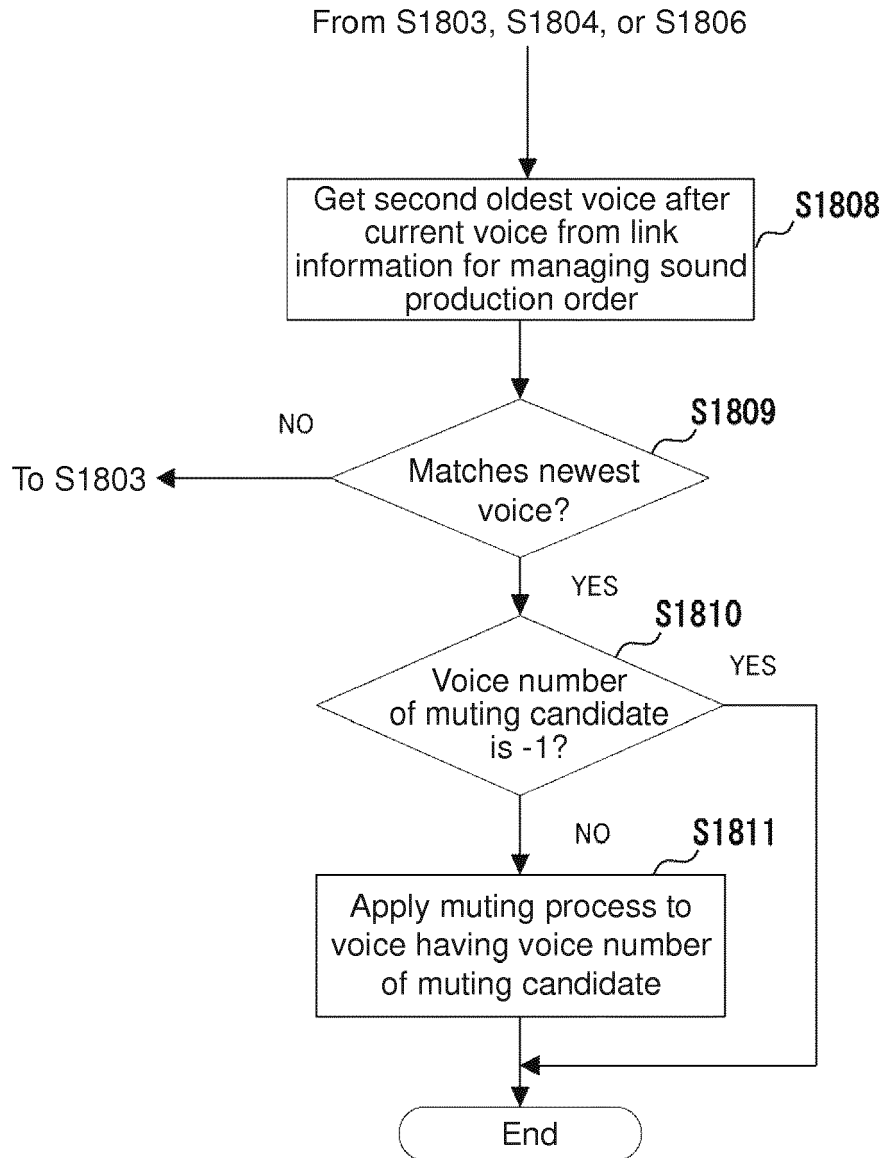 From S1803, S1804, or S1806
Get second oldest voice after
current voice from link
information for managing sound
production order
S1808
S1809
NO
Matches newest
voice?
To S1803
YES
S1810
YES
Voice number
of muting candidate
is -1?
NO
S1811
Apply muting process to
voice having voice number
of muting candidate
End